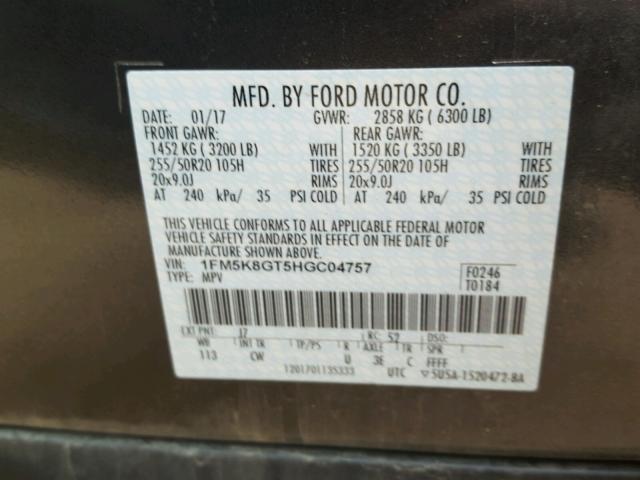 MFD. BY FORD MOTOR CO.
DATE: 01/17 GVWR: 2858 KG ( 6300 LB)
FRONT GAWR: REAR GAWR:
1452 KG ( 3200 LB) WITH 1520 KG ( 3350 LB) WITH
255/50R20 105H TIRES 255/50R20 105H TIRES
20x9.0J RIMS 20x9.0J RIMS
AT 240 kPa/ 35 PSI COLD AT 240 kPa/ 35 PSI COLD
THIS VEHICLE CONFORMS TO ALL APPLICABLE FEDERAL MOTOR
VEHICLE SAFETY STANDARDS IN EFFECT ON THE DATE OF
MANUFACTURE SHOWN ABOVE.
VIN: 1FM5K8GT5HGC04757
TYPE: MPV
F0246
T0184
EXT PNT: J7 RC: 52 DSO:
WB INT TR TP/PS R AXLE TR SPR
113 CW U 3E C FFFF
1201701135333 UTC ▽ 5U5A-1520472-BA